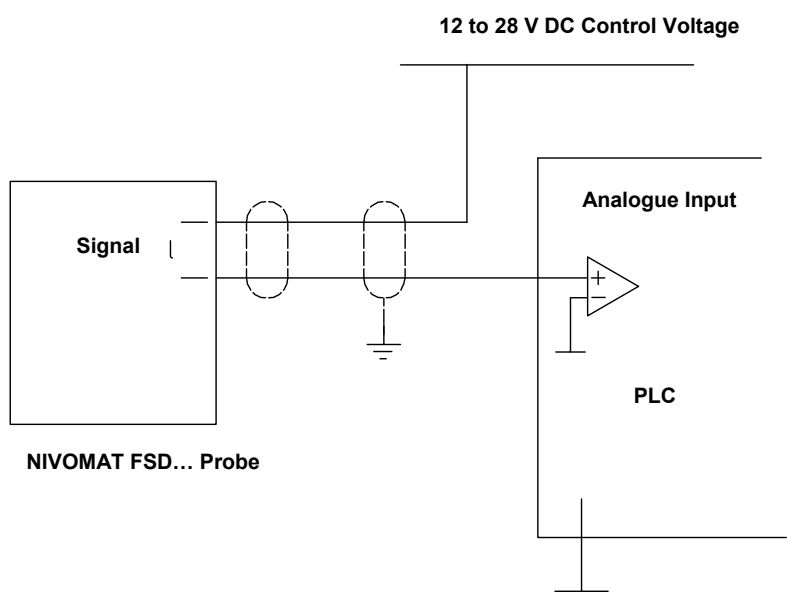 12 to 28 V DC Control Voltage
Analogue Input
Signal
+
−
PLC
NIVOMAT FSD… Probe